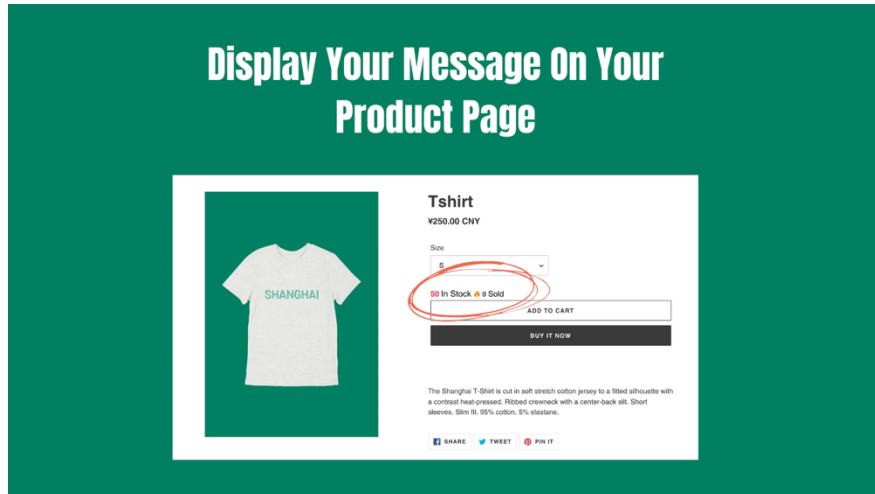 Display Your Message On Your
Product Page
Tshirt
¥250.00 CNY
Size
S
SHANGHAI
50 In Stock 🔥 0 Sold
ADD TO CART
BUY IT NOW
The Shanghai T-Shirt is cut in soft stretch cotton jersey to a fitted silhouette with
a contrast heat-pressed. Ribbed crewneck with a center-back slit. Short
sleeves. Slim fit. 95% cotton, 5% elastane.
SHARE TWEET PIN IT